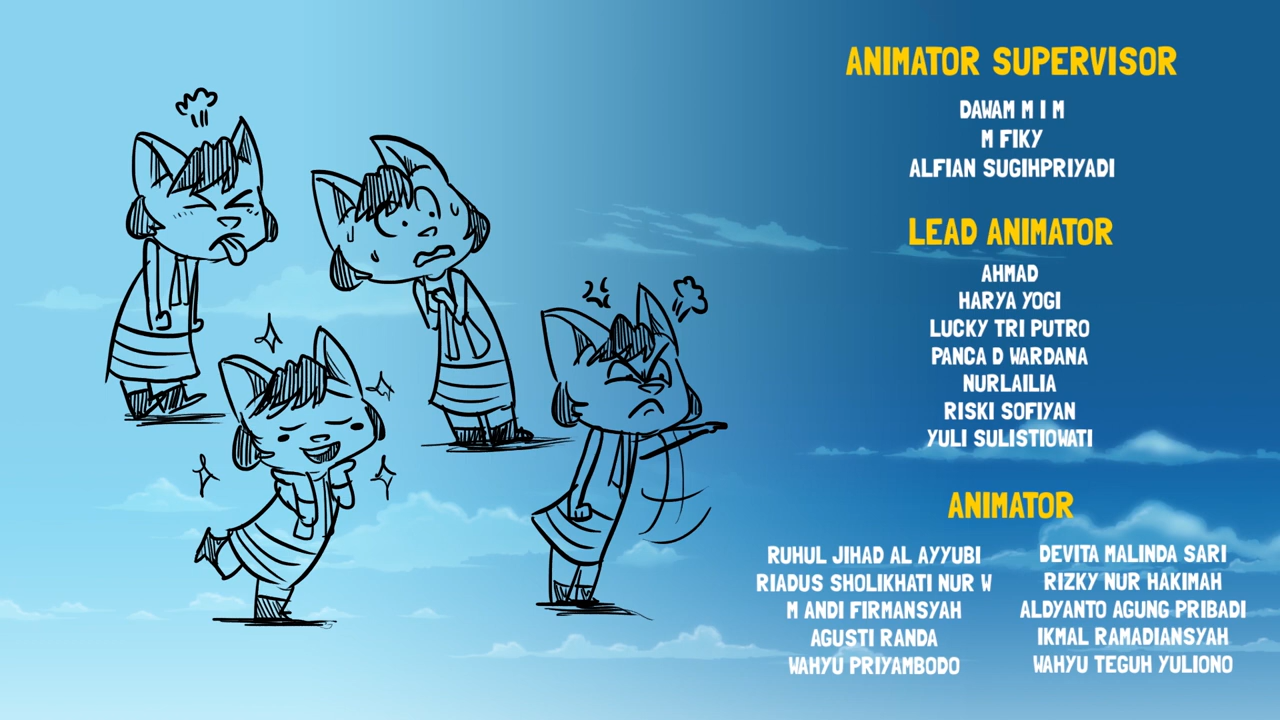 ANIMATOR SUPERVISOR
DAWAM M I M
M FIKY
ALFIAN SUGIHPRIYADI
LEAD ANIMATOR
AHMAD
HARYA YOGI
LUCKY TRI PUTRO
PANCA D WARDANA
NURLAILIA
RISKI SOFIYAN
YULI SULISTIOWATI
ANIMATOR
RUHUL JIHAD AL AYYUBI
RIADUS SHOLIKHATI NUR W
M ANDI FIRMANSYAH
AGUSTI RANDA
WAHYU PRIYAMBODO
DEVITA MALINDA SARI
RIZKY NUR HAKIMAH
ALDYANTO AGUNG PRIBADI
IKMAL RAMADIANSYAH
WAHYU TEGUH YULIONO